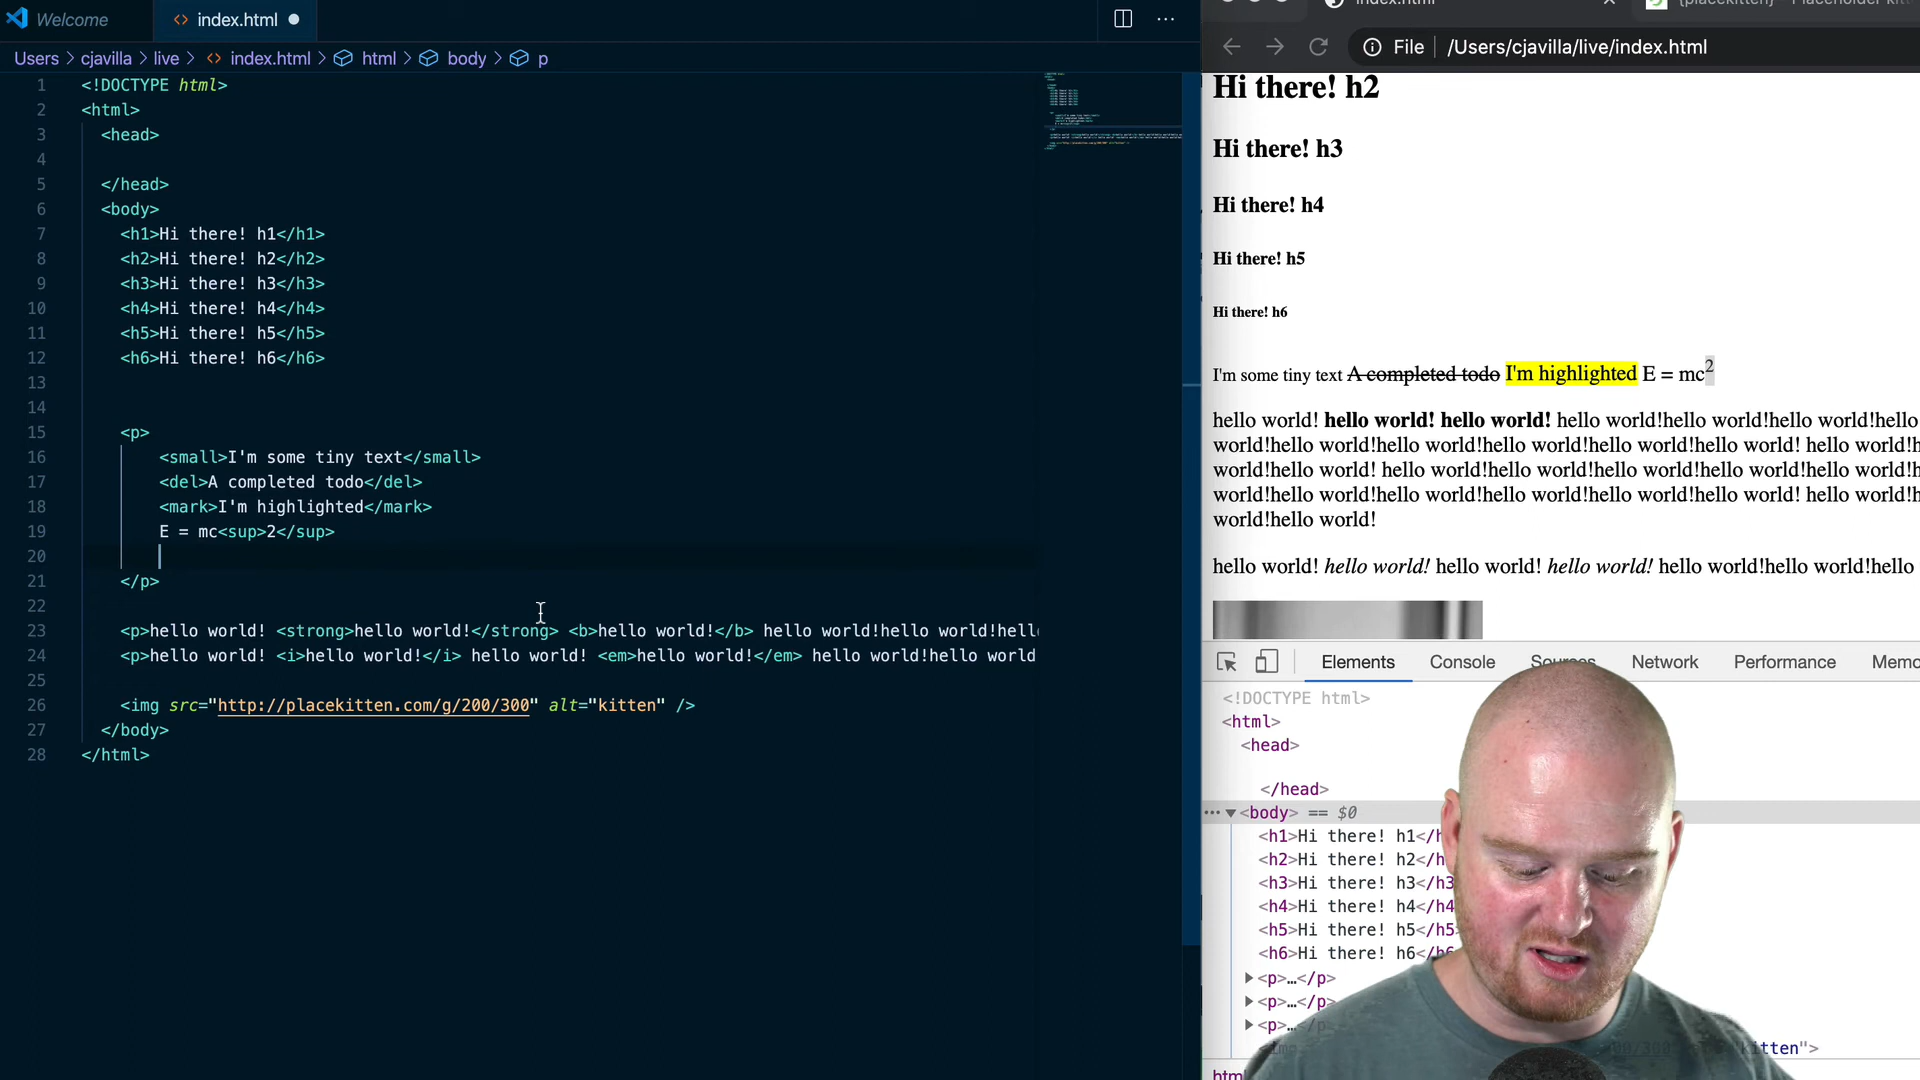 Welcome
index.html
Users > cjavilla > live > index.html > html > body > p
1 <!DOCTYPE html>
2 <html>
3 <head>
4
5 </head>
6 <body>
7 <h1>Hi there! h1</h1>
8 <h2>Hi there! h2</h2>
9 <h3>Hi there! h3</h3>
10 <h4>Hi there! h4</h4>
11 <h5>Hi there! h5</h5>
12 <h6>Hi there! h6</h6>
13
14
15 <p>
16 <small>I'm some tiny text</small>
17 <del>A completed todo</del>
18 <mark>I'm highlighted</mark>
19 E = mc<sup>2</sup>
20
21 </p>
22
23 <p>hello world! <strong>hello world!</strong> <b>hello world!</b> hello world!hello world!hell
24 <p>hello world! <i>hello world!</i> hello world! <em>hello world!</em> hello world!hello world
25
26 <img src="http://placekitten.com/g/200/300" alt="kitten" />
27 </body>
28 </html>
index.html
File /Users/cjavilla/live/index.html
Hi there! h2
Hi there! h3
Hi there! h4
Hi there! h5
Hi there! h6
I'm some tiny text A completed todo I'm highlighted E = mc2
hello world! hello world! hello world! hello world!hello world!hello world!hello
world!hello world!hello world!hello world!hello world!hello world! hello world!h
world!hello world! hello world!hello world!hello world!hello world!hello world!h
world!hello world!hello world!hello world!hello world!hello world! hello world!h
world!hello world!
hello world! hello world! hello world! hello world! hello world!hello world!hello
Elements Console Sources Network Performance Memo
<!DOCTYPE html>
<html>
<head>
</head>
<body> == $0
<h1>Hi there! h1</h
<h2>Hi there! h2</
<h3>Hi there! h3</h3
<h4>Hi there! h4</h4
<h5>Hi there! h5</h5
<h6>Hi there! h6</h6
<p>…</p>
<p>…</p>
<p>…</p
kitten">